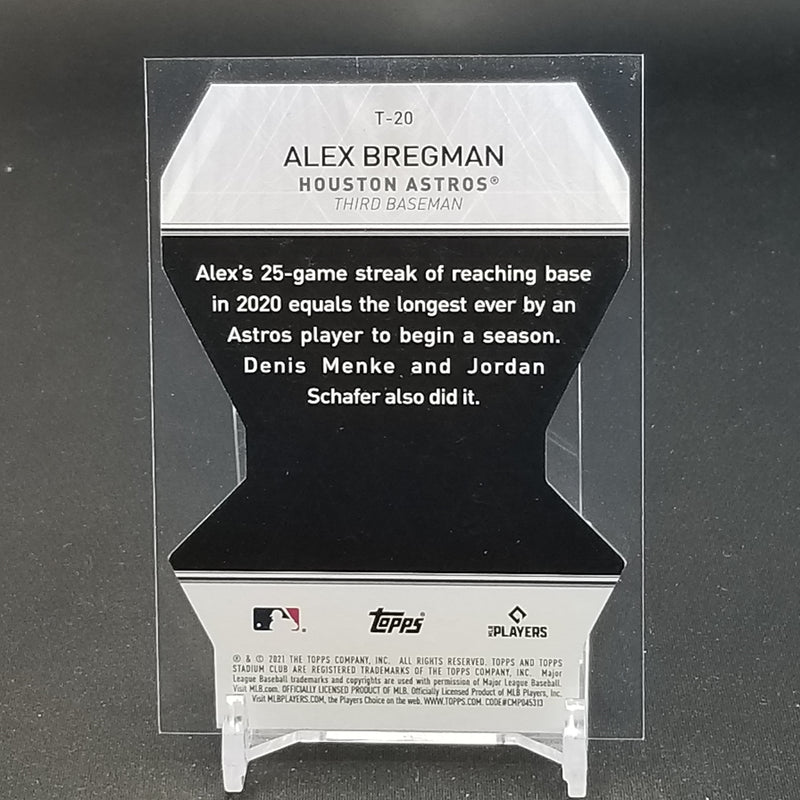 T-20
ALEX BREGMAN
HOUSTON ASTROS®
THIRD BASEMAN
Alex's 25-game streak of reaching base
in 2020 equals the longest ever by an
Astros player to begin a season.
Denis Menke and Jordan
Schafer also did it.
TOPPS® MLB PLAYERS
® & © 2021 THE TOPPS COMPANY, INC. ALL RIGHTS RESERVED. TOPPS AND TOPPS
STADIUM CLUB ARE REGISTERED TRADEMARKS OF THE TOPPS COMPANY, INC. Major
League Baseball trademarks and copyrights are used with permission of Major League Baseball.
Visit MLB.com. OFFICIALLY LICENSED PRODUCT OF MLB. Officially Licensed Product of MLB Players, Inc.
Visit MLBPLAYERS.COM, the Players Choice on the web. WWW.TOPPS.COM. CODE#CMP045313